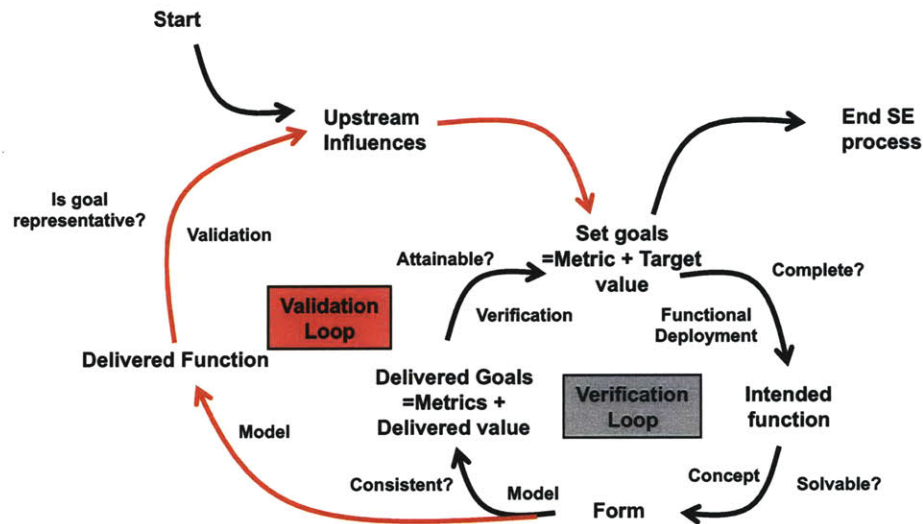 Start
Upstream
Influences
End SE
process
Is goal
representative?
Validation
Set goals
=Metric + Target
value
Attainable?
Complete?
Validation
Loop
Verification
Functional
Deployment
Delivered Function
Delivered Goals
=Metrics +
Delivered value
Verification
Loop
Intended
function
Model
Consistent?
Model
Concept
Solvable?
Form